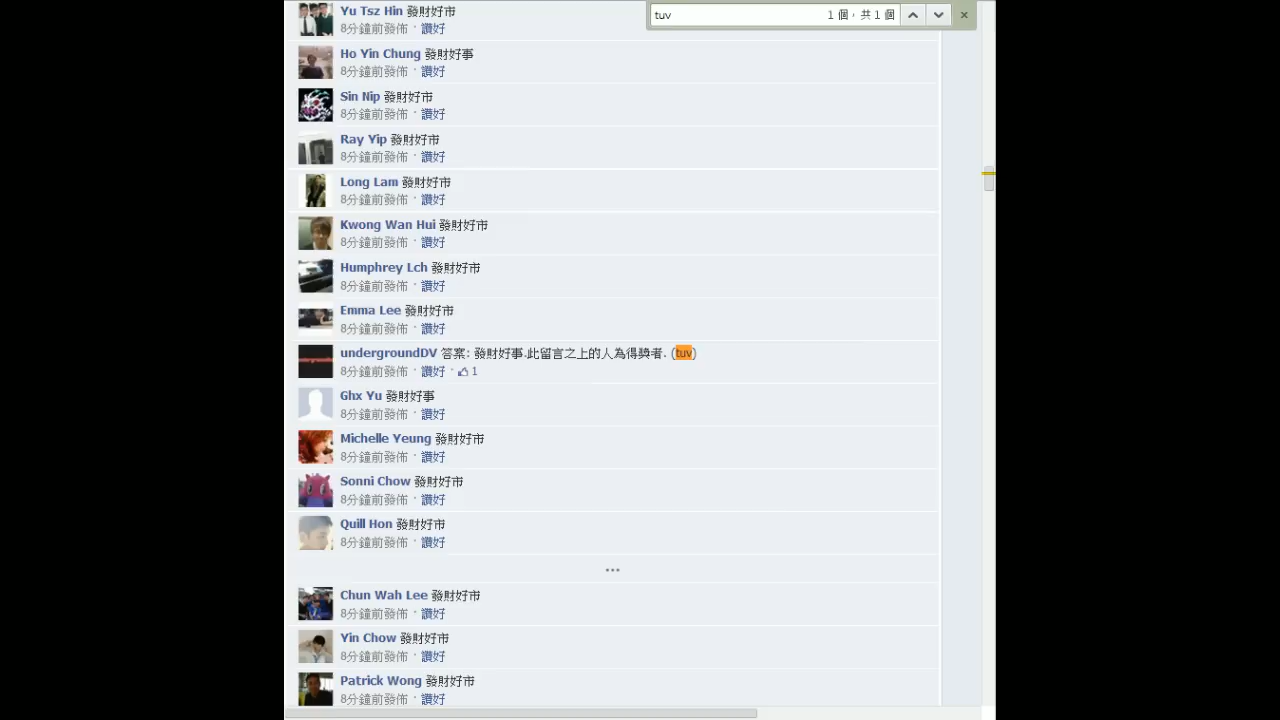 tuv 1 個，共 1 個
Yu Tsz Hin 發財好市
8分鐘前發佈 · 讚好
Ho Yin Chung 發財好事
8分鐘前發佈 · 讚好
Sin Nip 發財好市
8分鐘前發佈 · 讚好
Ray Yip 發財好市
8分鐘前發佈 · 讚好
Long Lam 發財好市
8分鐘前發佈 · 讚好
Kwong Wan Hui 發財好市
8分鐘前發佈 · 讚好
Humphrey Lch 發財好市
8分鐘前發佈 · 讚好
Emma Lee 發財好市
8分鐘前發佈 · 讚好
undergroundDV 答案: 發財好事.此留言之上的人為得獎者. (tuv)
8分鐘前發佈 · 讚好 · 1
Ghx Yu 發財好事
8分鐘前發佈 · 讚好
Michelle Yeung 發財好市
8分鐘前發佈 · 讚好
Sonni Chow 發財好市
8分鐘前發佈 · 讚好
Quill Hon 發財好市
8分鐘前發佈 · 讚好
•••
Chun Wah Lee 發財好市
8分鐘前發佈 · 讚好
Yin Chow 發財好市
8分鐘前發佈 · 讚好
Patrick Wong 發財好市
8分鐘前發佈 · 讚好